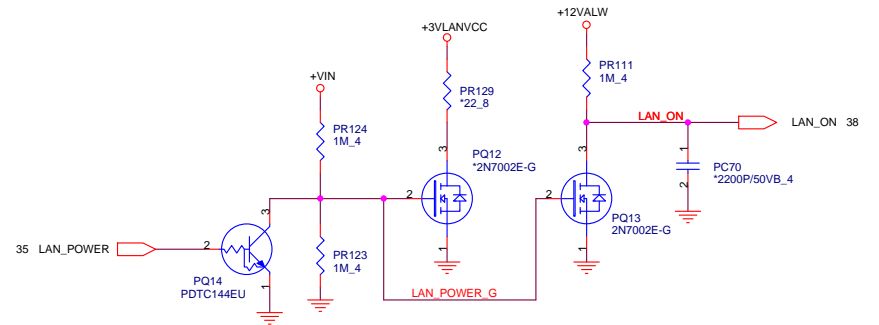 +12VALW
+3VLANVCC
+VIN
PR111
1M_4
PR129
*22_8
PR124
1M_4
LAN_ON
LAN_ON 38
1
2
PC70
*2200P/50VB_4
3
2
1
PQ12
*2N7002E-G
3
2
1
PQ13
2N7002E-G
35 LAN_POWER
2
3
1
PQ14
PDTC144EU
PR123
1M_4
LAN_POWER_G